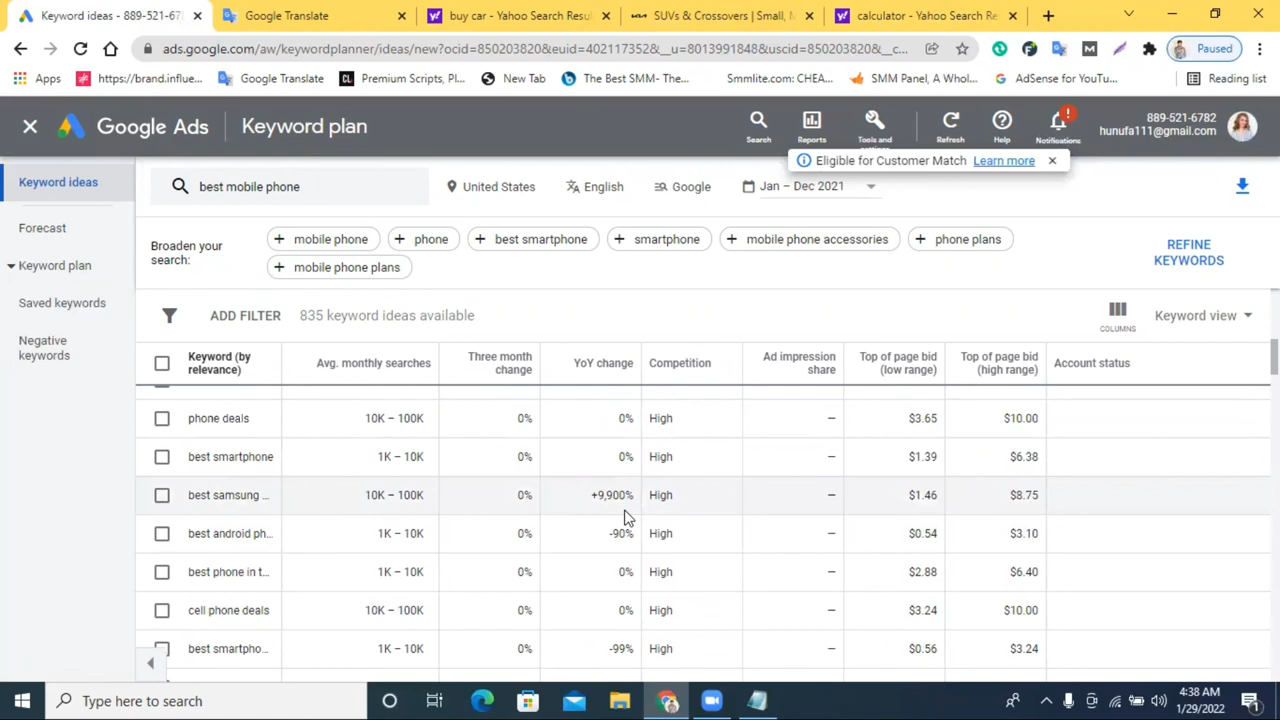 Keyword ideas - 889-521-67
Google Translate
buy car - Yahoo Search Resu
SUVs & Crossovers | Small, M
calculator - Yahoo Search Re
ads.google.com/aw/keywordplanner/ideas/new?ocid=850203820&euid=402117352&__u=8013991848&uscid=850203820&__c...
Paused
Apps
https://brand.influe...
Google Translate
Premium Scripts, Pl...
New Tab
The Best SMM- The...
Smmlite.com: CHEA...
SMM Panel, A Whol...
AdSense for YouTu...
Reading list
Google Ads
Keyword plan
Search
Reports
Tools and
Refresh
Help
Notifications
889-521-6782
hunufa111@gmail.com
Eligible for Customer Match Learn more
Keyword ideas
Forecast
Keyword plan
Saved keywords
Negative
keywords
best mobile phone
United States
English
Google
Jan – Dec 2021
Broaden your
search:
mobile phone
phone
best smartphone
smartphone
mobile phone accessories
phone plans
mobile phone plans
REFINE
KEYWORDS
ADD FILTER
835 keyword ideas available
COLUMNS
Keyword view
Keyword (by
relevance)
Avg. monthly searches
Three month
change
YoY change
Competition
Ad impression
share
Top of page bid
(low range)
Top of page bid
(high range)
Account status
phone deals 10K – 100K 0% 0% High – $3.65 $10.00
best smartphone 1K – 10K 0% 0% High – $1.39 $6.38
best samsung ... 10K – 100K 0% +9,900% High – $1.46 $8.75
best android ph... 1K – 10K 0% -90% High – $0.54 $3.10
best phone in t... 1K – 10K 0% 0% High – $2.88 $6.40
cell phone deals 10K – 100K 0% 0% High – $3.24 $10.00
best smartpho... 1K – 10K 0% -99% High – $0.56 $3.24
Type here to search
4:38 AM
1/29/2022